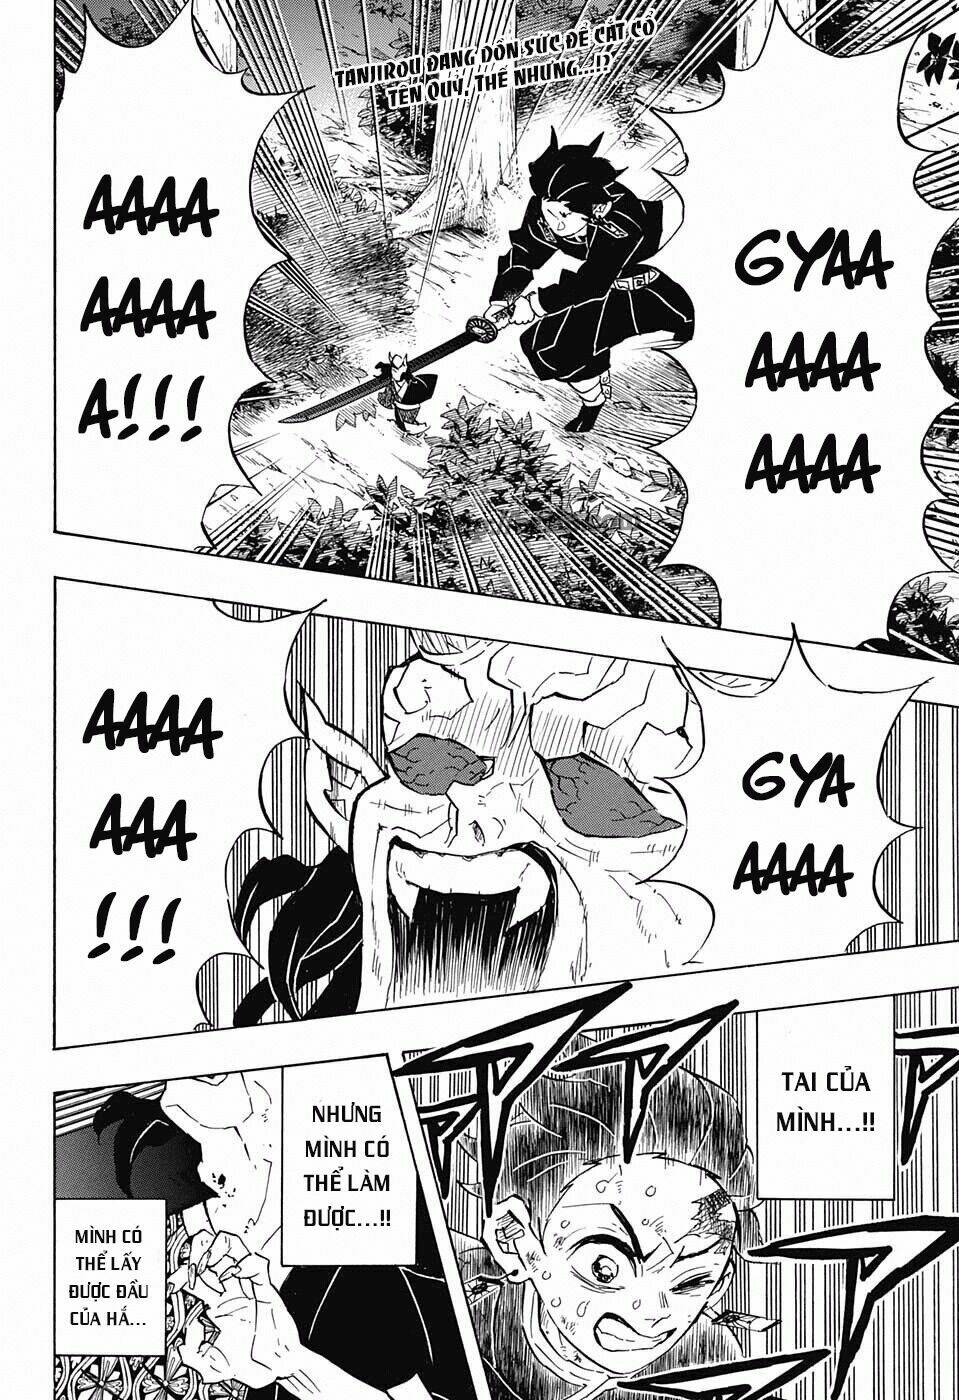 TANJIROU ĐANG DỒN SỨC ĐỂ CẮT CỔ
TÊN QUỶ, THẾ NHƯNG...!?
GYAA
AAAA
AAAA
AAAA
AAAA
A!!!
GYA
AAAA
AAAA
AAA
!!!
TAI CỦA
MÌNH...!!
NHƯNG
MÌNH CÓ
THỂ LÀM
ĐƯỢC...!!
MÌNH CÓ
THỂ LẤY
ĐƯỢC ĐẦU
CỦA HẮ...